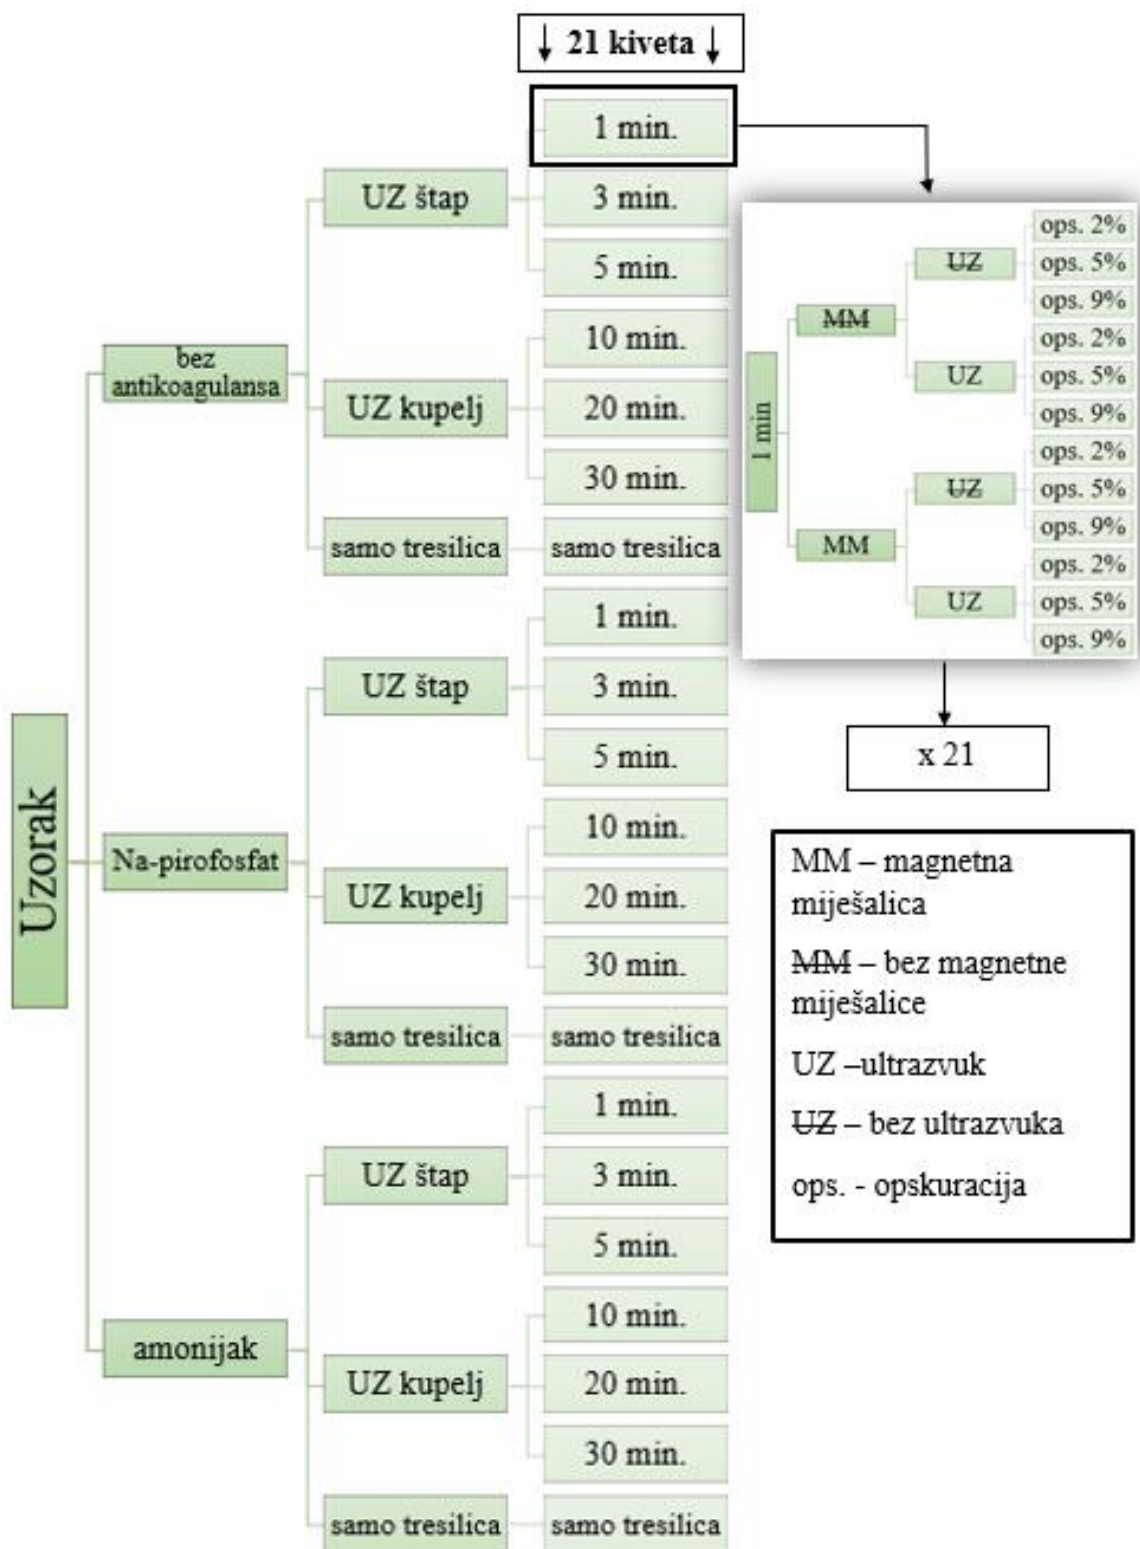 ↓ 21 kiveta ↓
Uzorak
bez
antikoagulansa
UZ štap
1 min.
3 min.
5 min.
UZ kupelj
10 min.
20 min.
30 min.
samo tresilica
samo tresilica
Na-pirofosfat
UZ štap
1 min.
3 min.
5 min.
UZ kupelj
10 min.
20 min.
30 min.
samo tresilica
samo tresilica
amonijak
UZ štap
1 min.
3 min.
5 min.
UZ kupelj
10 min.
20 min.
30 min.
samo tresilica
samo tresilica
1 min
MM
UZ
ops. 2%
ops. 5%
ops. 9%
UZ
ops. 2%
ops. 5%
ops. 9%
MM
UZ
ops. 2%
ops. 5%
ops. 9%
UZ
ops. 2%
ops. 5%
ops. 9%
x 21
MM – magnetna
miješalica
MM – bez magnetne
miješalice
UZ –ultrazvuk
UZ – bez ultrazvuka
ops. - opskuracija